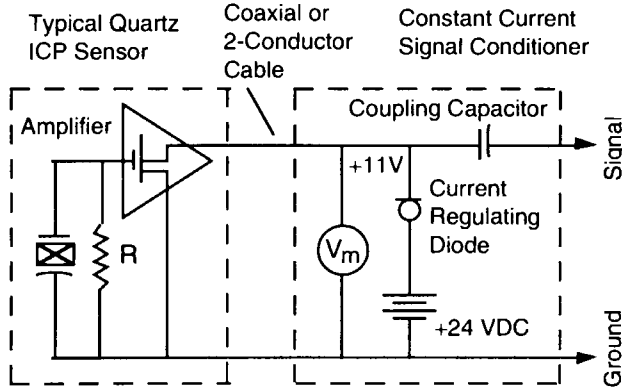 Typical Quartz
ICP Sensor
Coaxial or
2-Conductor
Cable
Constant Current
Signal Conditioner
Amplifier
Coupling Capacitor
Signal
+11V
Current
Regulating
Diode
R
Vm
+24 VDC
Ground